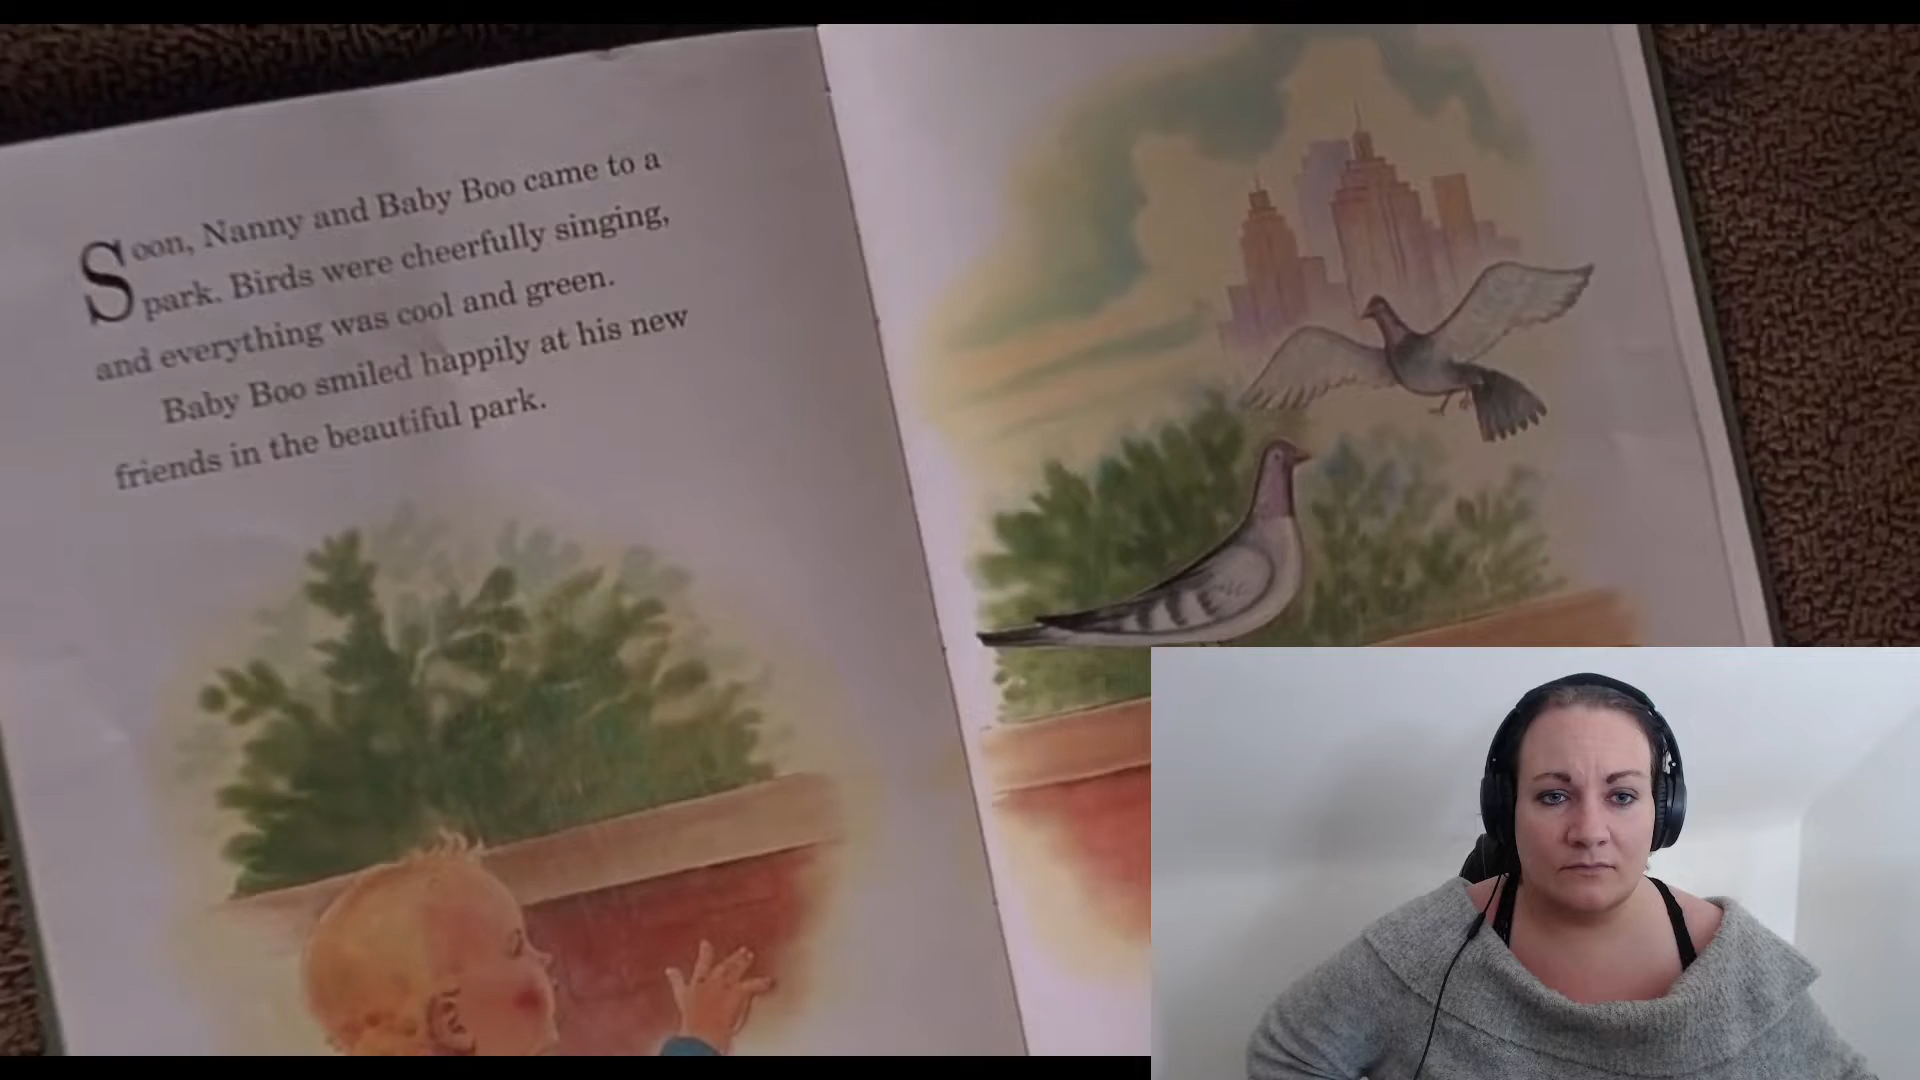 Soon, Nanny and Baby Boo came to a
park. Birds were cheerfully singing,
and everything was cool and green.
Baby Boo smiled happily at his new
friends in the beautiful park.